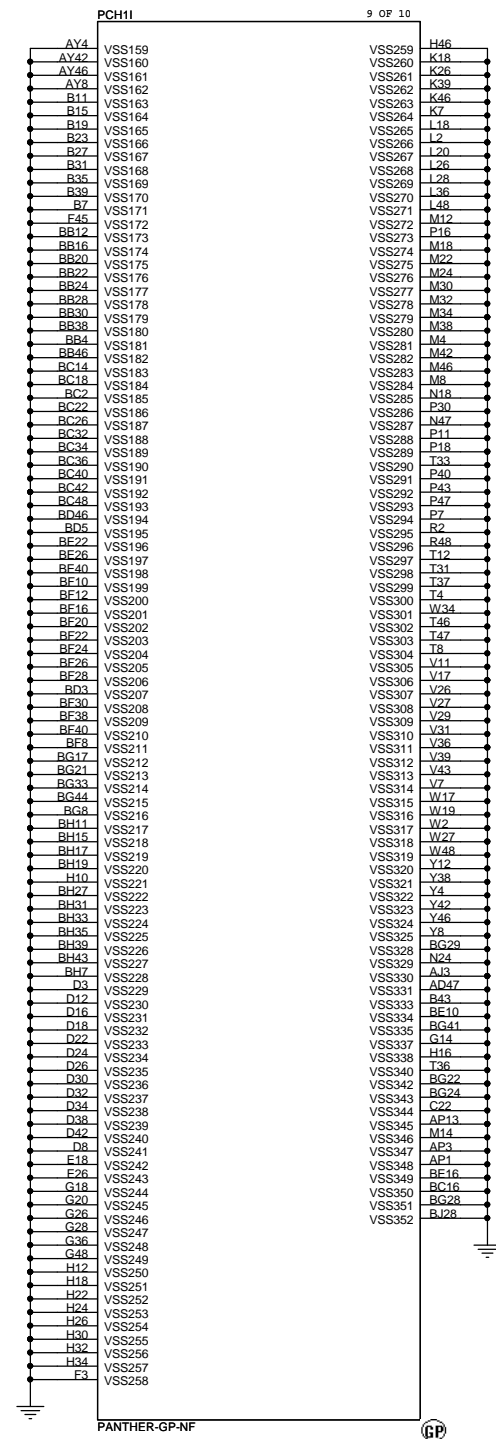 PCH1I
9 OF 10
AY4 VSS159
AY42 VSS160
AY46 VSS161
AY8 VSS162
B11 VSS163
B15 VSS164
B19 VSS165
B23 VSS166
B27 VSS167
B31 VSS168
B35 VSS169
B39 VSS170
B7 VSS171
F45 VSS172
BB12 VSS173
BB16 VSS174
BB20 VSS175
BB22 VSS176
BB24 VSS177
BB28 VSS178
BB30 VSS179
BB38 VSS180
BB4 VSS181
BB46 VSS182
BC14 VSS183
BC18 VSS184
BC2 VSS185
BC22 VSS186
BC26 VSS187
BC32 VSS188
BC34 VSS189
BC36 VSS190
BC40 VSS191
BC42 VSS192
BC48 VSS193
BD46 VSS194
BD5 VSS195
BE22 VSS196
BE26 VSS197
BE40 VSS198
BF10 VSS199
BF12 VSS200
BF16 VSS201
BF20 VSS202
BF22 VSS203
BF24 VSS204
BF26 VSS205
BF28 VSS206
BD3 VSS207
BF30 VSS208
BF38 VSS209
BF40 VSS210
BF8 VSS211
BG17 VSS212
BG21 VSS213
BG33 VSS214
BG44 VSS215
BG8 VSS216
BH11 VSS217
BH15 VSS218
BH17 VSS219
BH19 VSS220
H10 VSS221
BH27 VSS222
BH31 VSS223
BH33 VSS224
BH35 VSS225
BH39 VSS226
BH43 VSS227
BH7 VSS228
D3 VSS229
D12 VSS230
D16 VSS231
D18 VSS232
D22 VSS233
D24 VSS234
D26 VSS235
D30 VSS236
D32 VSS237
D34 VSS238
D38 VSS239
D42 VSS240
D8 VSS241
E18 VSS242
E26 VSS243
G18 VSS244
G20 VSS245
G26 VSS246
G28 VSS247
G36 VSS248
G48 VSS249
H12 VSS250
H18 VSS251
H22 VSS252
H24 VSS253
H26 VSS254
H30 VSS255
H32 VSS256
H34 VSS257
F3 VSS258
VSS259 H46
VSS260 K18
VSS261 K26
VSS262 K39
VSS263 K46
VSS264 K7
VSS265 L18
VSS266 L2
VSS267 L20
VSS268 L26
VSS269 L28
VSS270 L36
VSS271 L48
VSS272 M12
VSS273 P16
VSS274 M18
VSS275 M22
VSS276 M24
VSS277 M30
VSS278 M32
VSS279 M34
VSS280 M38
VSS281 M4
VSS282 M42
VSS283 M46
VSS284 M8
VSS285 N18
VSS286 P30
VSS287 N47
VSS288 P11
VSS289 P18
VSS290 T33
VSS291 P40
VSS292 P43
VSS293 P47
VSS294 P7
VSS295 R2
VSS296 R48
VSS297 T12
VSS298 T31
VSS299 T37
VSS300 T4
VSS301 W34
VSS302 T46
VSS303 T47
VSS304 T8
VSS305 V11
VSS306 V17
VSS307 V26
VSS308 V27
VSS309 V29
VSS310 V31
VSS311 V36
VSS312 V39
VSS313 V43
VSS314 V7
VSS315 W17
VSS316 W19
VSS317 W2
VSS318 W27
VSS319 W48
VSS320 Y12
VSS321 Y38
VSS322 Y4
VSS323 Y42
VSS324 Y46
VSS325 Y8
VSS328 BG29
VSS329 N24
VSS330 AJ3
VSS331 AD47
VSS333 B43
VSS334 BE10
VSS335 BG41
VSS337 G14
VSS338 H16
VSS340 T36
VSS342 BG22
VSS343 BG24
VSS344 C22
VSS345 AP13
VSS346 M14
VSS347 AP3
VSS348 AP1
VSS349 BE16
VSS350 BC16
VSS351 BG28
VSS352 BJ28
PANTHER-GP-NF
GP